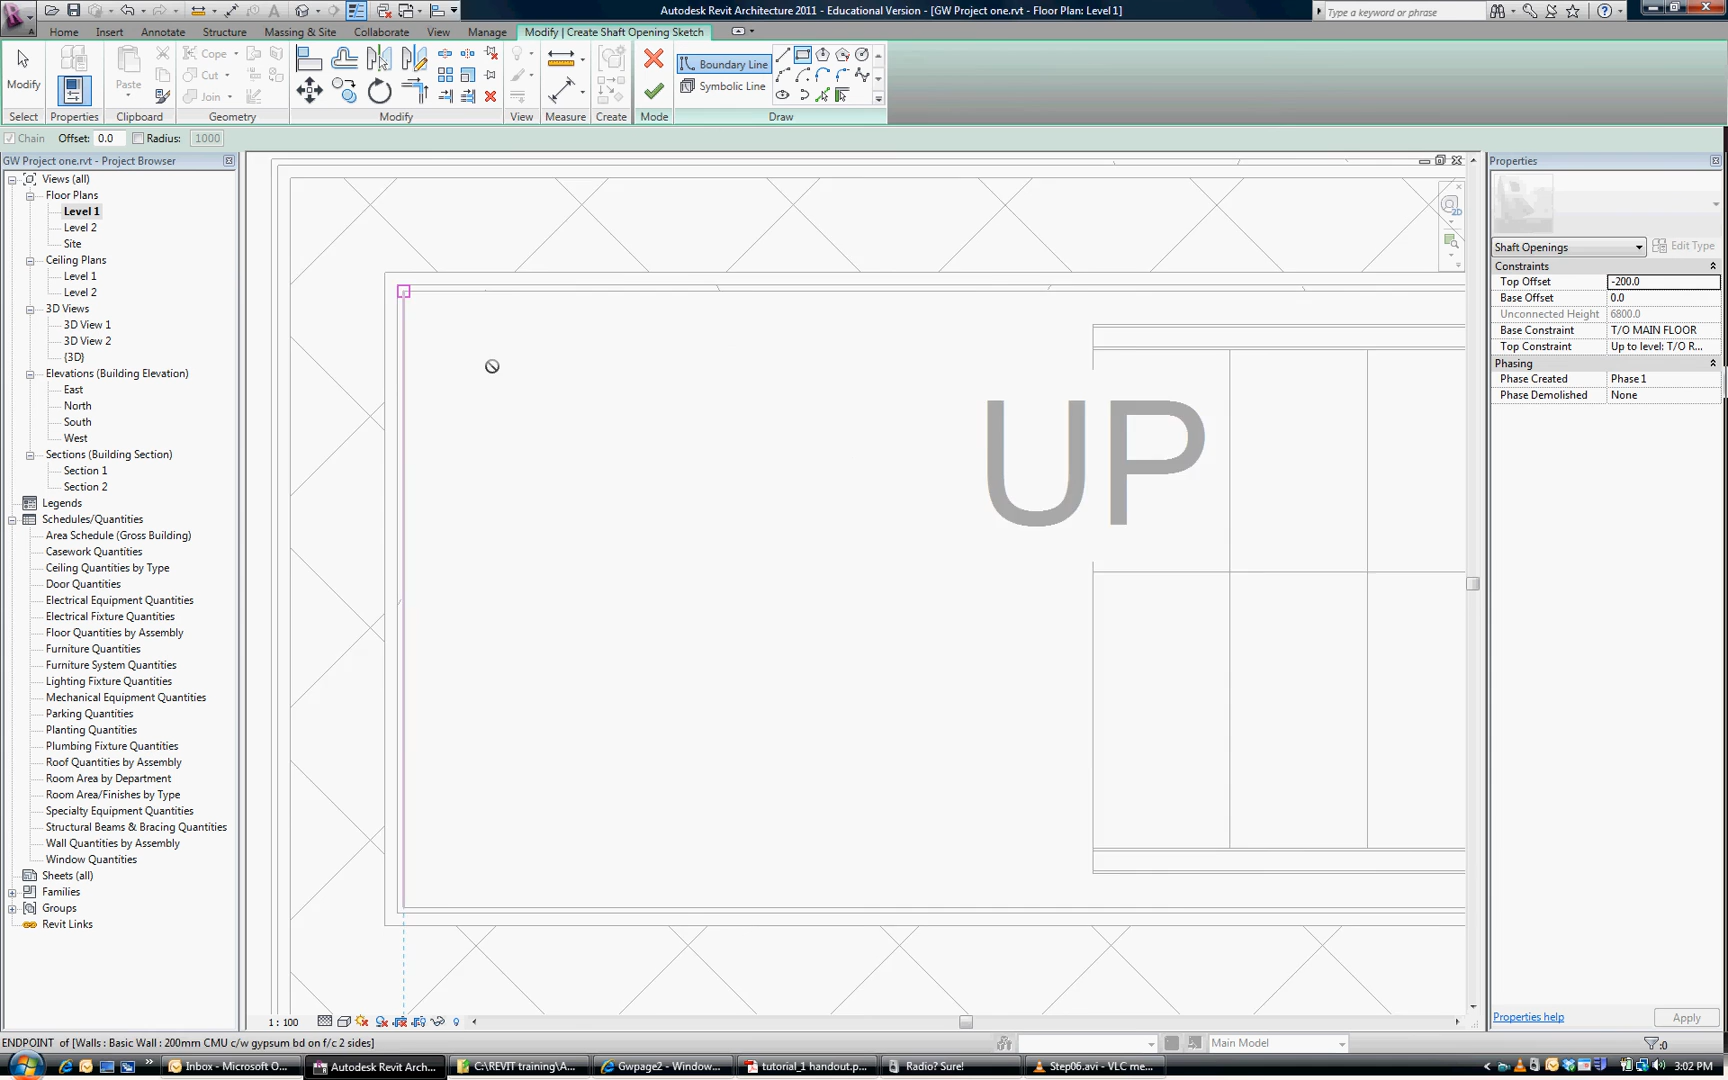 Autodesk Revit Architecture 2011 - Educational Version - [GW Project one.rvt - Floor Plan: Level 1]
Type a keyword or phrase
Home Insert Annotate Structure Massing & Site Collaborate View Manage Modify | Create Shaft Opening Sketch
Modify
Paste
Cope
Cut
Join
Boundary Line
Symbolic Line
Select Properties Clipboard Geometry Modify View Measure Create Mode Draw
Chain Offset: 0.0 Radius: 1000
GW Project one.rvt - Project Browser
Views (all)
Floor Plans
Level 1
Level 2
Site
Ceiling Plans
Level 1
Level 2
3D Views
3D View 1
3D View 2
{3D}
Elevations (Building Elevation)
East
North
South
West
Sections (Building Section)
Section 1
Section 2
Legends
Schedules/Quantities
Area Schedule (Gross Building)
Casework Quantities
Ceiling Quantities by Type
Door Quantities
Electrical Equipment Quantities
Electrical Fixture Quantities
Floor Quantities by Assembly
Furniture Quantities
Furniture System Quantities
Lighting Fixture Quantities
Mechanical Equipment Quantities
Parking Quantities
Planting Quantities
Plumbing Fixture Quantities
Roof Quantities by Assembly
Room Area by Department
Room Area/Finishes by Type
Specialty Equipment Quantities
Structural Beams & Bracing Quantities
Wall Quantities by Assembly
Window Quantities
Sheets (all)
Families
Groups
Revit Links
UP
2D
Properties
Shaft Openings Edit Type
Constraints
Top Offset -200.0
Base Offset 0.0
Unconnected Height 6800.0
Base Constraint T/O MAIN FLOOR
Top Constraint Up to level: T/O R...
Phasing
Phase Created Phase 1
Phase Demolished None
Properties help Apply
1 : 100
ENDPOINT of [Walls : Basic Wall : 200mm CMU c/w gypsum bd on f/c 2 sides]
Main Model
:0
Inbox - Microsoft O... Autodesk Revit Arch... C:\REVIT training\A... Gwpage2 - Window... tutorial_1 handout.p... Radio? Sure! Step06.avi - VLC me... 3:02 PM